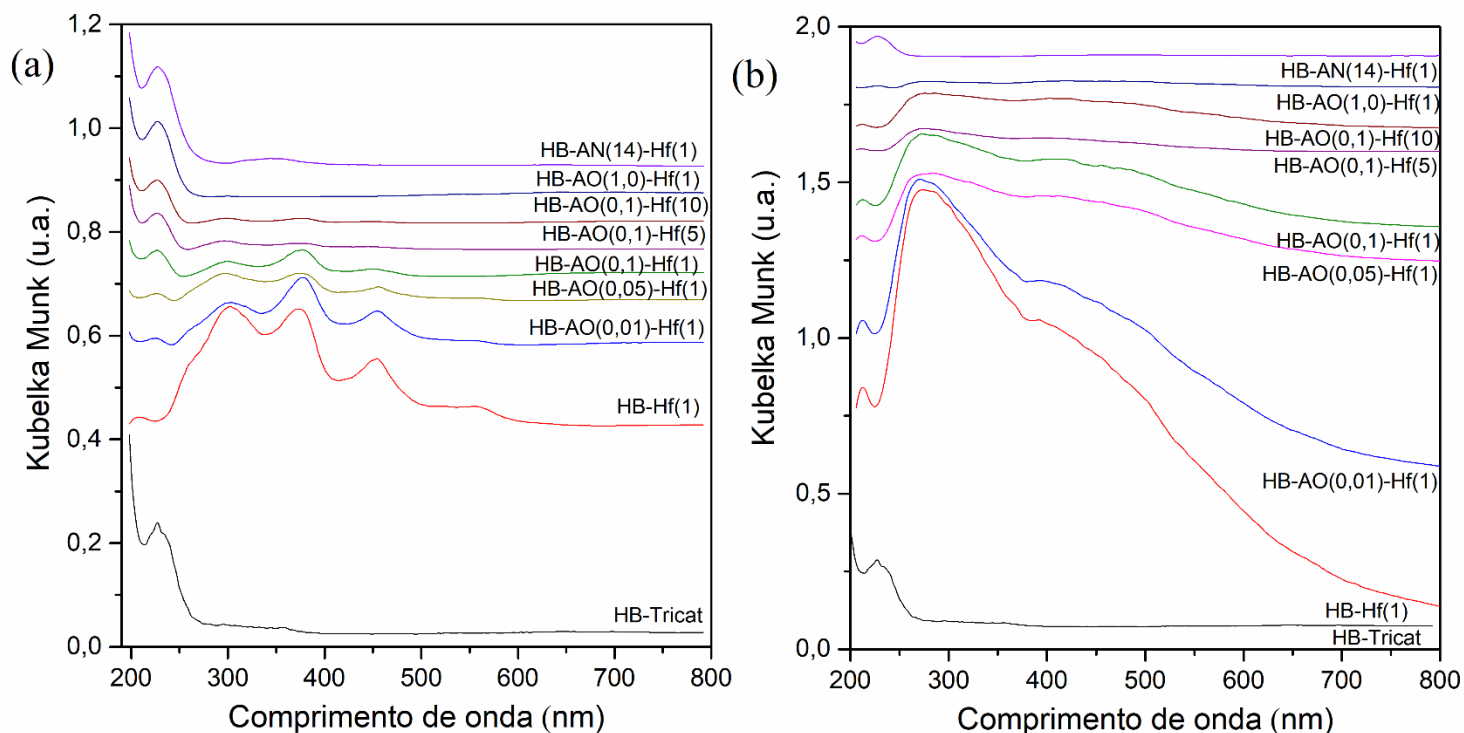 (a)
Kubelka Munk (u.a.)
1,2
1,0
0,8
0,6
0,4
0,2
0,0
HB-AN(14)-Hf(1)
HB-AO(1,0)-Hf(1)
HB-AO(0,1)-Hf(10)
HB-AO(0,1)-Hf(5)
HB-AO(0,1)-Hf(1)
HB-AO(0,05)-Hf(1)
HB-AO(0,01)-Hf(1)
HB-Hf(1)
HB-Tricat
200 300 400 500 600 700 800
Comprimento de onda (nm)
(b)
Kubelka Munk (u.a.)
2,0
1,5
1,0
0,5
0,0
HB-AN(14)-Hf(1)
HB-AO(1,0)-Hf(1)
HB-AO(0,1)-Hf(10)
HB-AO(0,1)-Hf(5)
HB-AO(0,1)-Hf(1)
HB-AO(0,05)-Hf(1)
HB-AO(0,01)-Hf(1)
HB-Hf(1)
HB-Tricat
200 300 400 500 600 700 800
Comprimento de onda (nm)